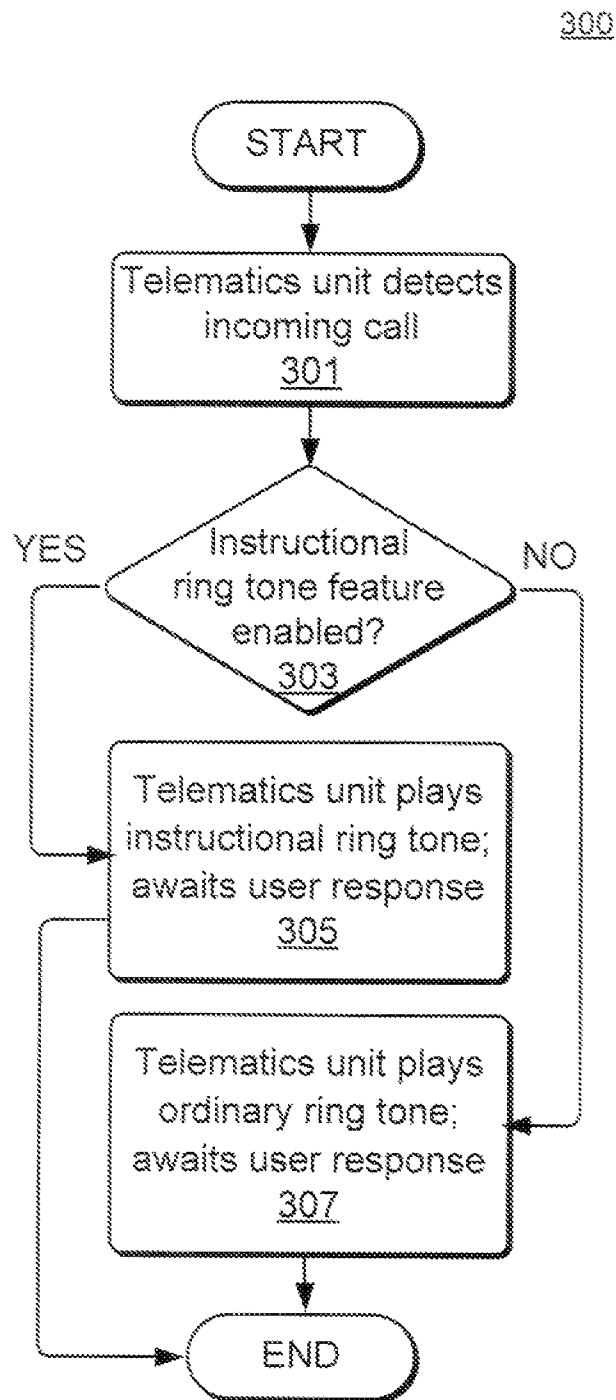 300
START
Telematics unit detects
incoming call
301
YES
NO
Instructional
ring tone feature
enabled?
303
Telematics unit plays
instructional ring tone;
awaits user response
305
Telematics unit plays
ordinary ring tone;
awaits user response
307
END